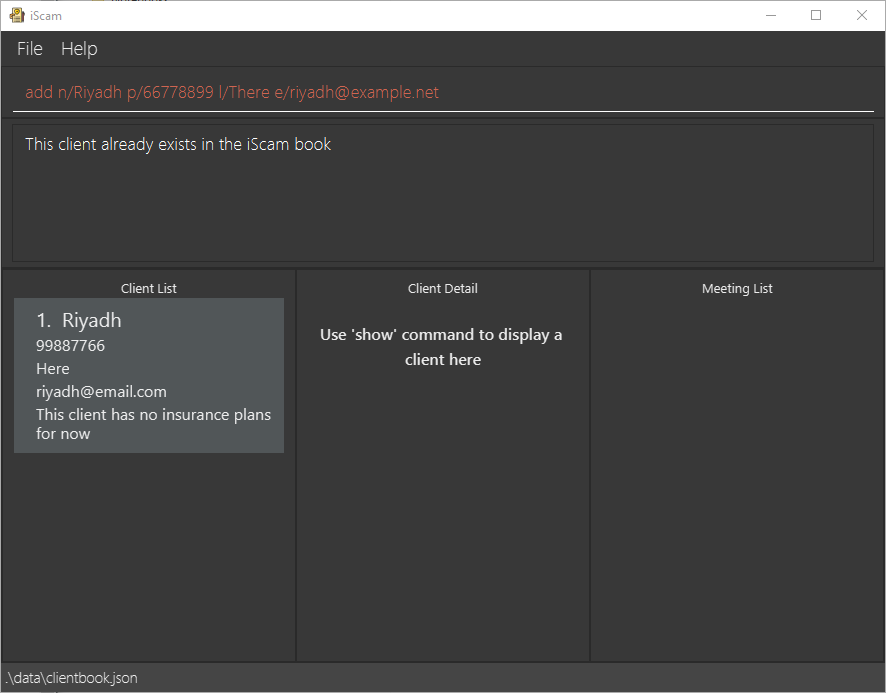 iScam
File Help
add n/Riyadh p/66778899 l/There e/riyadh@example.net
This client already exists in the iScam book
Client List
1. Riyadh
99887766
Here
riyadh@email.com
This client has no insurance plans
for now
Client Detail
Use 'show' command to display a
client here
Meeting List
.\data\clientbook.json